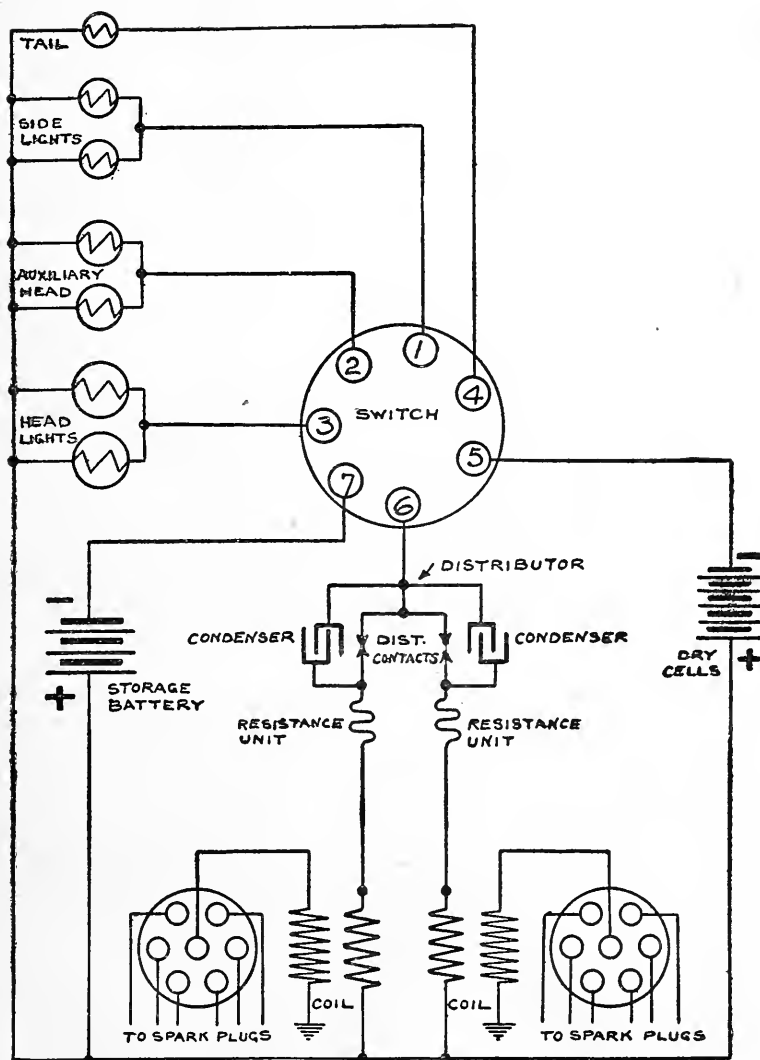 TAIL
SIDE
LIGHTS
AUXILIARY
HEAD
HEAD
LIGHTS
1
2
3
4
5
6
7
SWITCH
DISTRIBUTOR
CONDENSER
DIST.
CONTACTS
CONDENSER
-
+
STORAGE
BATTERY
-
+
DRY
CELLS
RESISTANCE
UNIT
RESISTANCE
UNIT
COIL
COIL
TO SPARK PLUGS
TO SPARK PLUGS